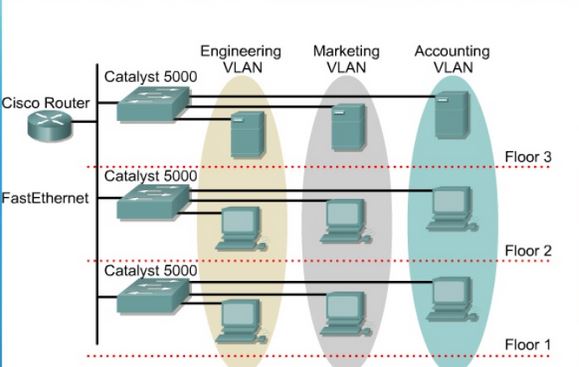 Engineering
VLAN
Marketing
VLAN
Accounting
VLAN
Catalyst 5000
Cisco Router
Floor 3
Catalyst 5000
FastEthernet
Floor 2
Catalyst 5000
Floor 1